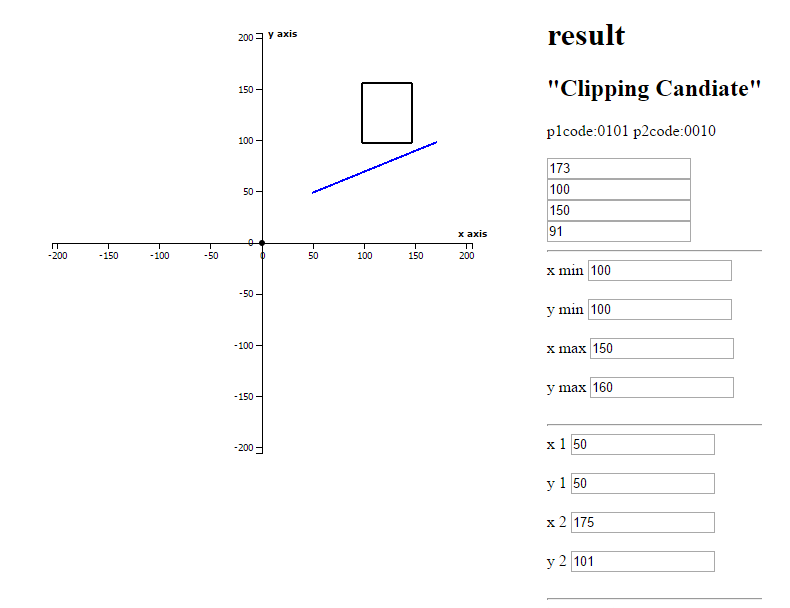 y axis
200
150
100
50
0
x axis
-200 -150 -100 -50 0 50 100 150 200
-50
-100
-150
-200
result
"Clipping Candiate"
p1code:0101 p2code:0010
173
100
150
91
x min 100
y min 100
x max 150
y max 160
x 1 50
y 1 50
x 2 175
y 2 101